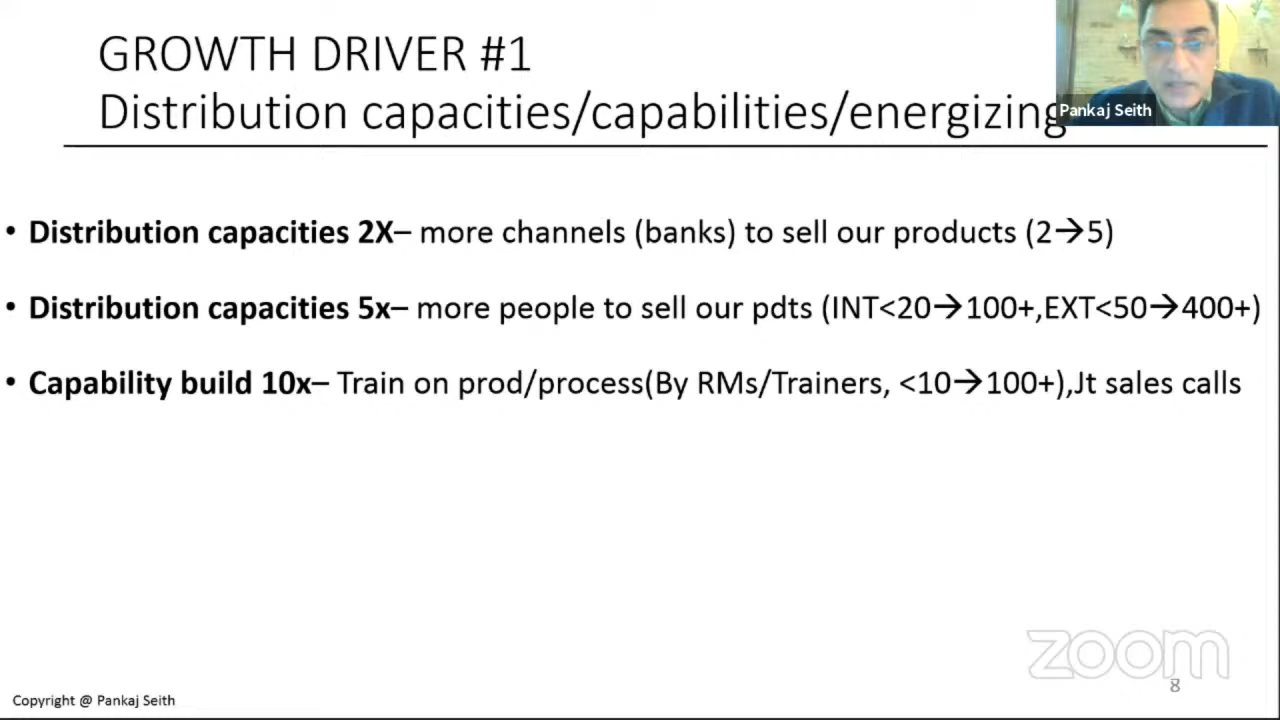 GROWTH DRIVER #1
Distribution capacities/capabilities/energizing
Pankaj Seith
• Distribution capacities 2X– more channels (banks) to sell our products (2→5)
• Distribution capacities 5x– more people to sell our pdts (INT<20→100+,EXT<50→400+)
• Capability build 10x– Train on prod/process(By RMs/Trainers, <10→100+),Jt sales calls
zoom
8
Copyright @ Pankaj Seith